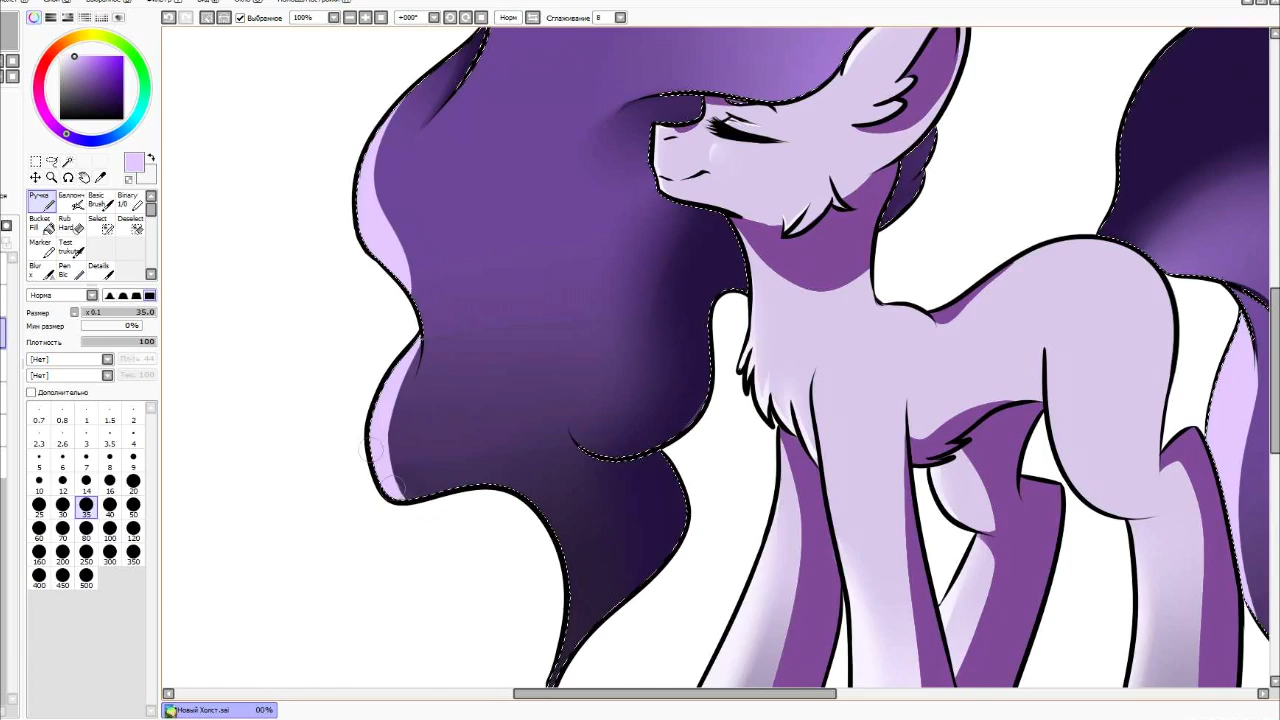 Выбранное 100% +000° Норм Сглаживание 8
Ручка Баллонч Basic Brush Binary 1/0
Bucket Fill Rub Hard Select Deselect
Marker Test
Blur x Pen Bic Details
Норма
Размер x 0.1 35.0
Мин размер 0%
Плотность 100
[Нет]
[Нет]
Дополнительно
0.7 0.8 1 1.5 2
2.3 2.6 3 3.5 4
5 6 7 8 9
10 12 14 16 20
25 30 35 40 50
60 70 80 100 120
160 200 250 300 350
400 450 500
Новый Холст.sai 00%